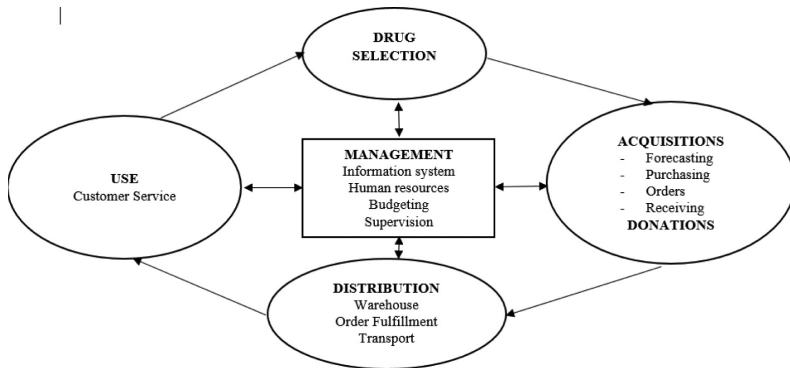 DRUG
SELECTION
USE
Customer Service
MANAGEMENT
Information system
Human resources
Budgeting
Supervision
ACQUISITIONS
- Forecasting
- Purchasing
- Orders
- Receiving
DONATIONS
DISTRIBUTION
Warehouse
Order Fulfillment
Transport